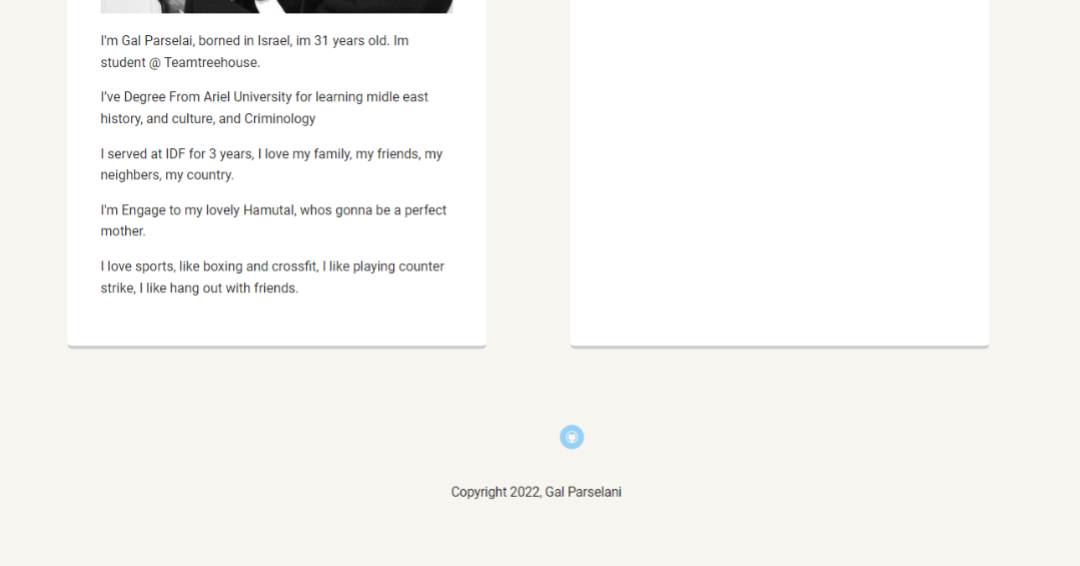 I'm Gal Parselai, borned in Israel, im 31 years old. Im
student @ Teamtreehouse.
I've Degree From Ariel University for learning midle east
history, and culture, and Criminology
I served at IDF for 3 years, I love my family, my friends, my
neighbors, my country.
I'm Engage to my lovely Hamutal, whos gonna be a perfect
mother.
I love sports, like boxing and crossfit, I like playing counter
strike, I like hang out with friends.
Copyright 2022, Gal Parselani